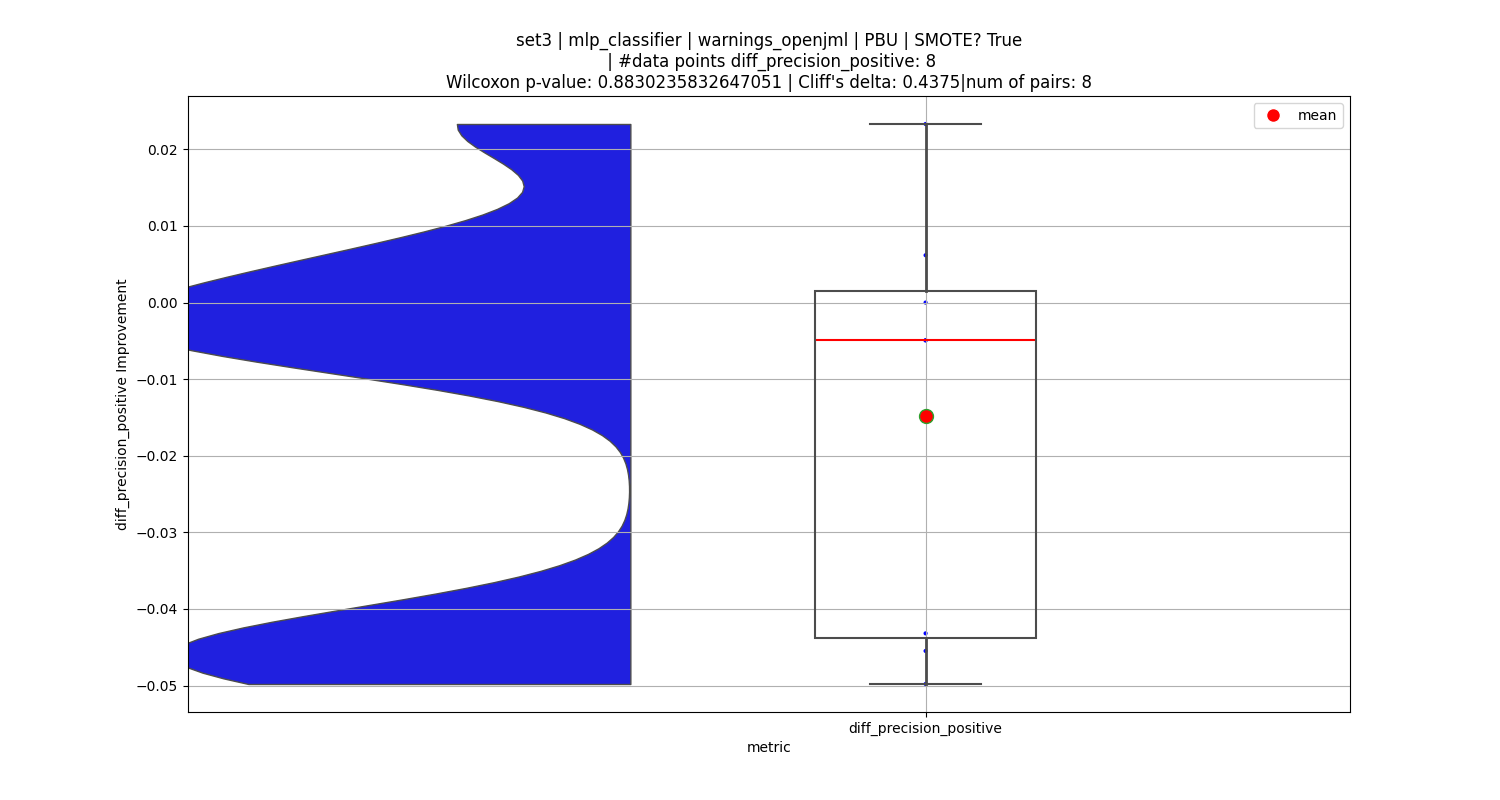 set3 | mlp_classifier | warnings_openjml | PBU | SMOTE? True
| #data points diff_precision_positive: 8
Wilcoxon p-value: 0.8830235832647051 | Cliff's delta: 0.4375|num of pairs: 8
mean
0.02
0.01
0.00
−0.01
−0.02
−0.03
−0.04
−0.05
diff_precision_positive Improvement
diff_precision_positive
metric